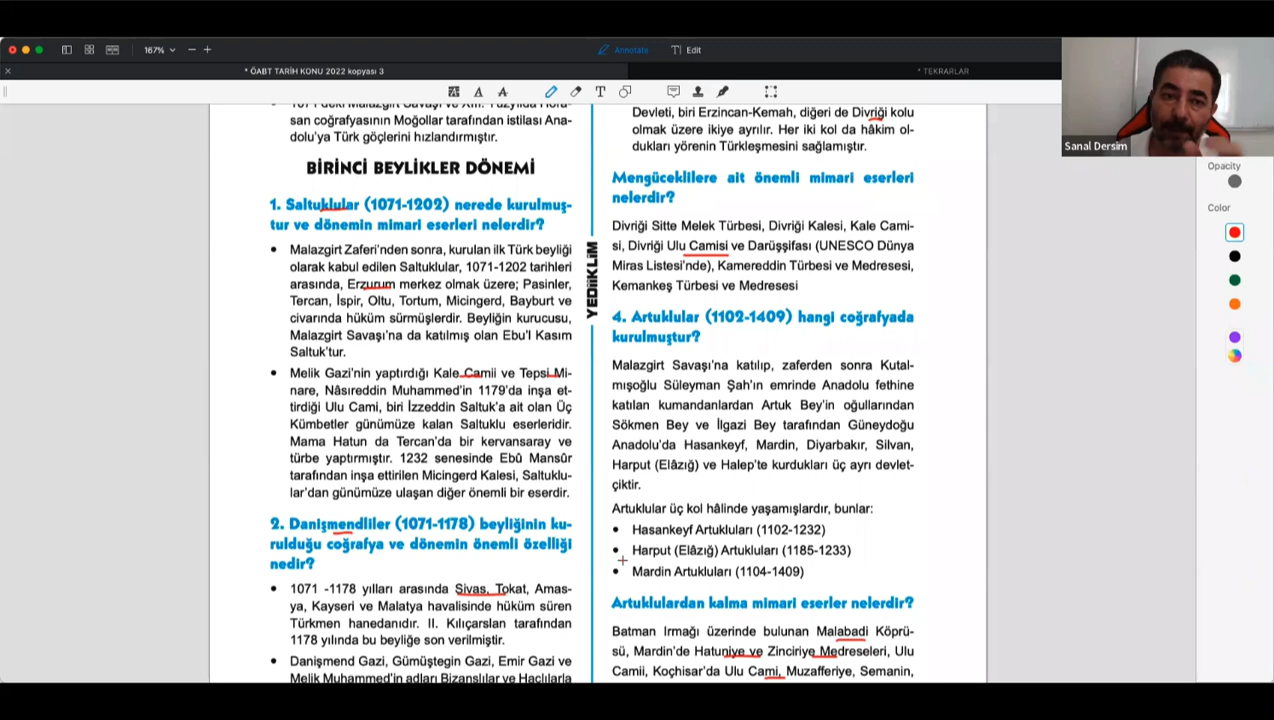 167%
Annotate
Edit
* ÖABT TARİH KONU 2022 kopyası 3
* TEKRARLAR
Sanal Dersim
Opacity
Color
san coğrafyasının Moğollar tarafından istilası Ana-
dolu'ya Türk göçlerini hızlandırmıştır.
BİRİNCİ BEYLİKLER DÖNEMİ
1. Saltuklular (1071-1202) nerede kurulmuş-
tur ve dönemin mimari eserleri nelerdir?
• Malazgirt Zaferi'nden sonra, kurulan ilk Türk beyliği
olarak kabul edilen Saltuklular, 1071-1202 tarihleri
arasında, Erzurum merkez olmak üzere; Pasinler,
Tercan, İspir, Oltu, Tortum, Micingerd, Bayburt ve
civarında hüküm sürmüşlerdir. Beyliğin kurucusu,
Malazgirt Savaşı'na da katılmış olan Ebu'l Kasım
Saltuk'tur.
• Melik Gazi'nin yaptırdığı Kale Camii ve Tepsi Mi-
nare, Nâsıreddin Muhammed'in 1179'da inşa et-
tirdiği Ulu Cami, biri İzzeddin Saltuk'a ait olan Üç
Kümbetler günümüze kalan Saltuklu eserleridir.
Mama Hatun da Tercan'da bir kervansaray ve
türbe yaptırmıştır. 1232 senesinde Ebû Mansûr
tarafından inşa ettirilen Micingerd Kalesi, Saltuklu-
lar'dan günümüze ulaşan diğer önemli bir eserdir.
2. Danişmendliler (1071-1178) beyliğinin ku-
rulduğu coğrafya ve dönemin önemli özelliği
nedir?
• 1071 -1178 yılları arasında Sivas, Tokat, Amas-
ya, Kayseri ve Malatya havalisinde hüküm süren
Türkmen hanedanıdır. II. Kılıçarslan tarafından
1178 yılında bu beyliğe son verilmiştir.
• Danişmend Gazi, Gümüştegin Gazi, Emir Gazi ve
Melik Muhammed'in adları Bizanslılar ve Haçlılarla
YEDİİKLİM
Devleti, biri Erzincan-Kemah, diğeri de Divriği kolu
olmak üzere ikiye ayrılır. Her iki kol da hâkim ol-
dukları yörenin Türkleşmesini sağlamıştır.
Mengüceklilere ait önemli mimari eserleri
nelerdir?
Divriği Sitte Melek Türbesi, Divriği Kalesi, Kale Cami-
si, Divriği Ulu Camisi ve Darüşşifası (UNESCO Dünya
Miras Listesi'nde), Kamereddin Türbesi ve Medresesi,
Kemankeş Türbesi ve Medresesi
4. Artuklular (1102-1409) hangi coğrafyada
kurulmuştur?
Malazgirt Savaşı'na katılıp, zaferden sonra Kutal-
mışoğlu Süleyman Şah'ın emrinde Anadolu fethine
katılan kumandanlardan Artuk Bey'in oğullarından
Sökmen Bey ve İlgazi Bey tarafından Güneydoğu
Anadolu'da Hasankeyf, Mardin, Diyarbakır, Silvan,
Harput (Elâzığ) ve Halep'te kurdukları üç ayrı devlet-
çiktir.
Artuklular üç kol hâlinde yaşamışlardır, bunlar:
• Hasankeyf Artukluları (1102-1232)
• Harput (Elâzığ) Artukluları (1185-1233)
• Mardin Artukluları (1104-1409)
Artuklulardan kalma mimari eserler nelerdir?
Batman Irmağı üzerinde bulunan Malabadi Köprü-
sü, Mardin'de Hatuniye ve Zinciriye Medreseleri, Ulu
Camii, Koçhisar'da Ulu Cami, Muzafferiye, Semanin,